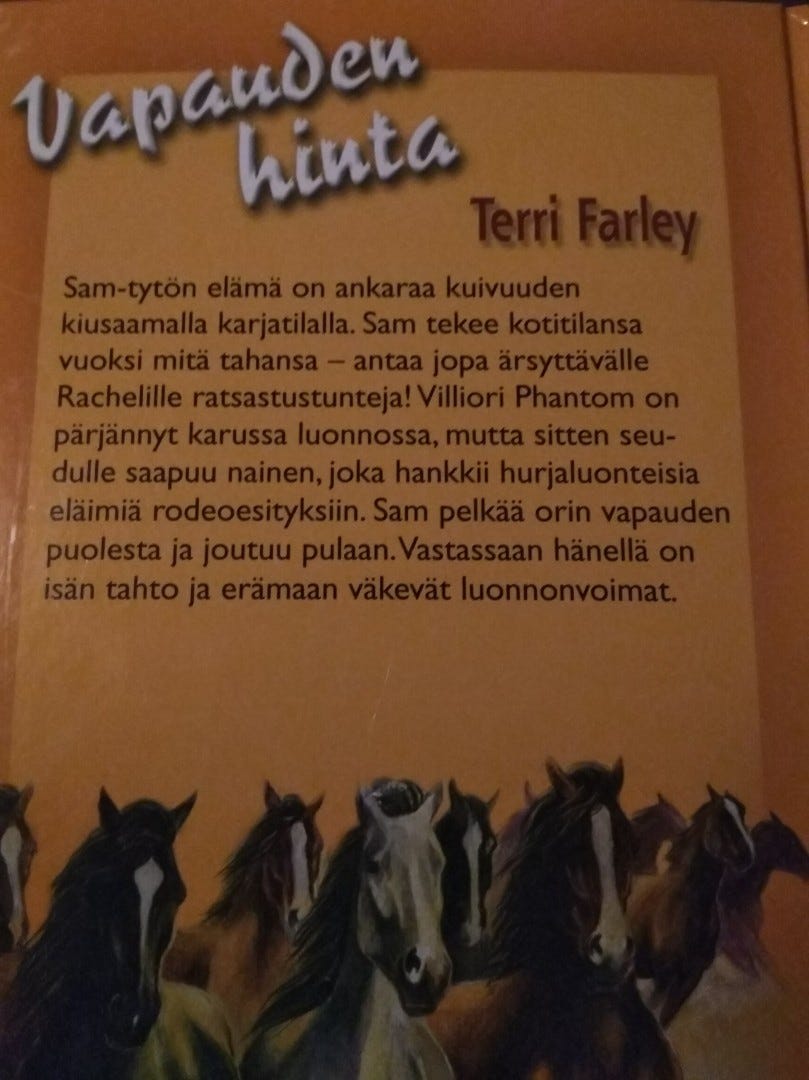 Vapauden
hinta
Terri Farley
Sam-tytön elämä on ankaraa kuivuuden
kiusaamalla karjatilalla. Sam tekee kotitilansa
vuoksi mitä tahansa – antaa jopa ärsyttävälle
Rachelille ratsastustunteja! Villiori Phantom on
pärjännyt karussa luonnossa, mutta sitten seu-
dulle saapuu nainen, joka hankkii hurjaluonteisia
eläimiä rodeoesityksiin. Sam pelkää orin vapauden
puolesta ja joutuu pulaan. Vastassaan hänellä on
isän tahto ja erämaan väkevät luonnonvoimat.